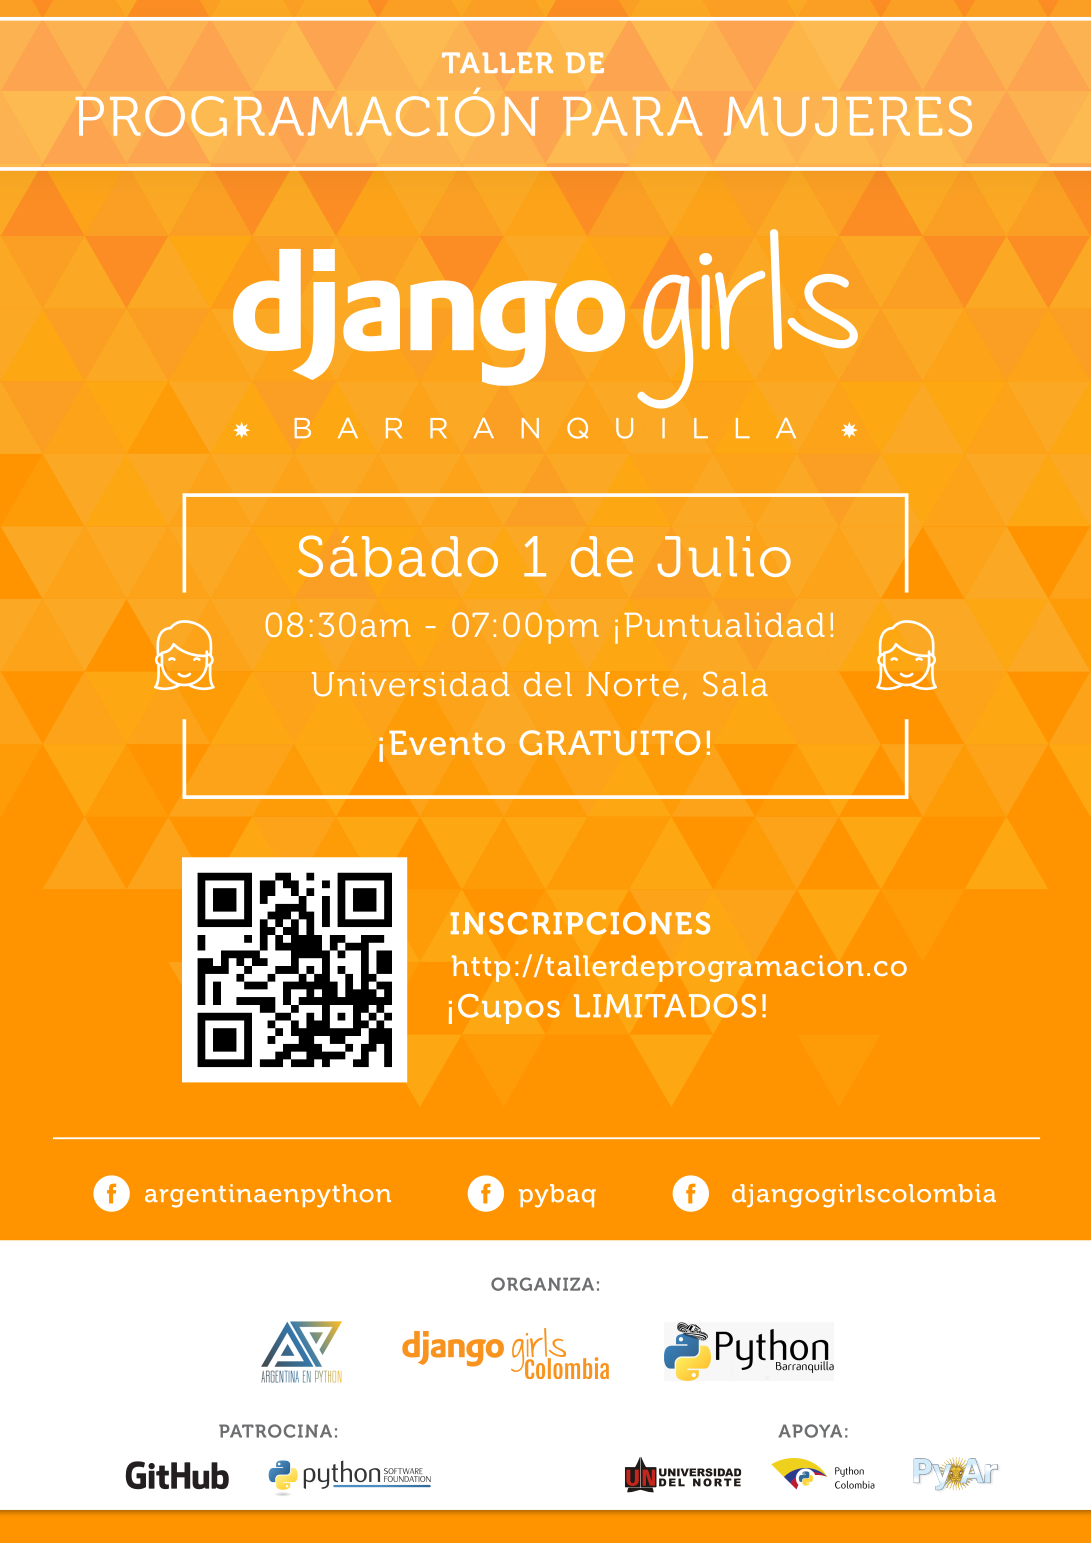 TALLER DE
PROGRAMACIÓN PARA MUJERES
django girls
BARRANQUILLA
Sábado 1 de Julio
08:30am - 07:00pm ¡Puntualidad!
Universidad del Norte, Sala
¡Evento GRATUITO!
INSCRIPCIONES
http://tallerdeprogramacion.co
¡Cupos LIMITADOS!
argentinaenpython
pybaq
djangogirlscolombia
ORGANIZA:
ARGENTINA EN PYTHON
django girls
Colombia
Python
Barranquilla
PATROCINA:
GitHub
python SOFTWARE
FOUNDATION
APOYA:
UN UNIVERSIDAD
DEL NORTE
Python
Colombia
PyAr